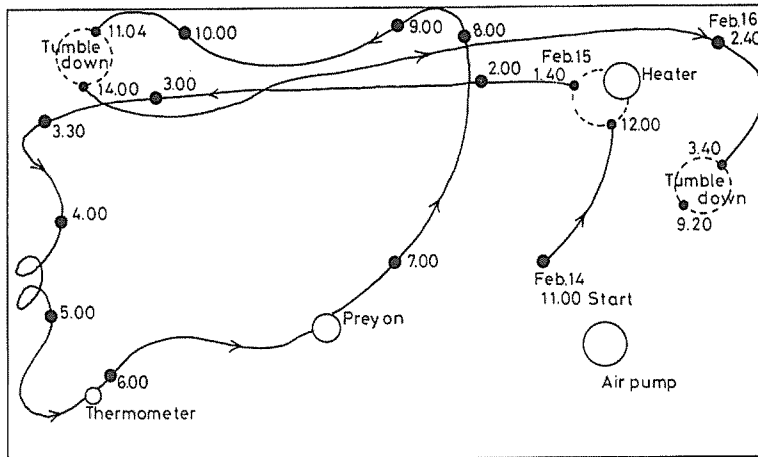 11.04
10.00
9.00
8.00
Feb.16
2.40
Tumble
down
14.00
3.00
2.00
Feb.15
1.40
Heater
12.00
3.30
3.40
Tumble
down
9.20
4.00
7.00
Feb.14
11.00 Start
5.00
Prey on
Air pump
6.00
Thermometer